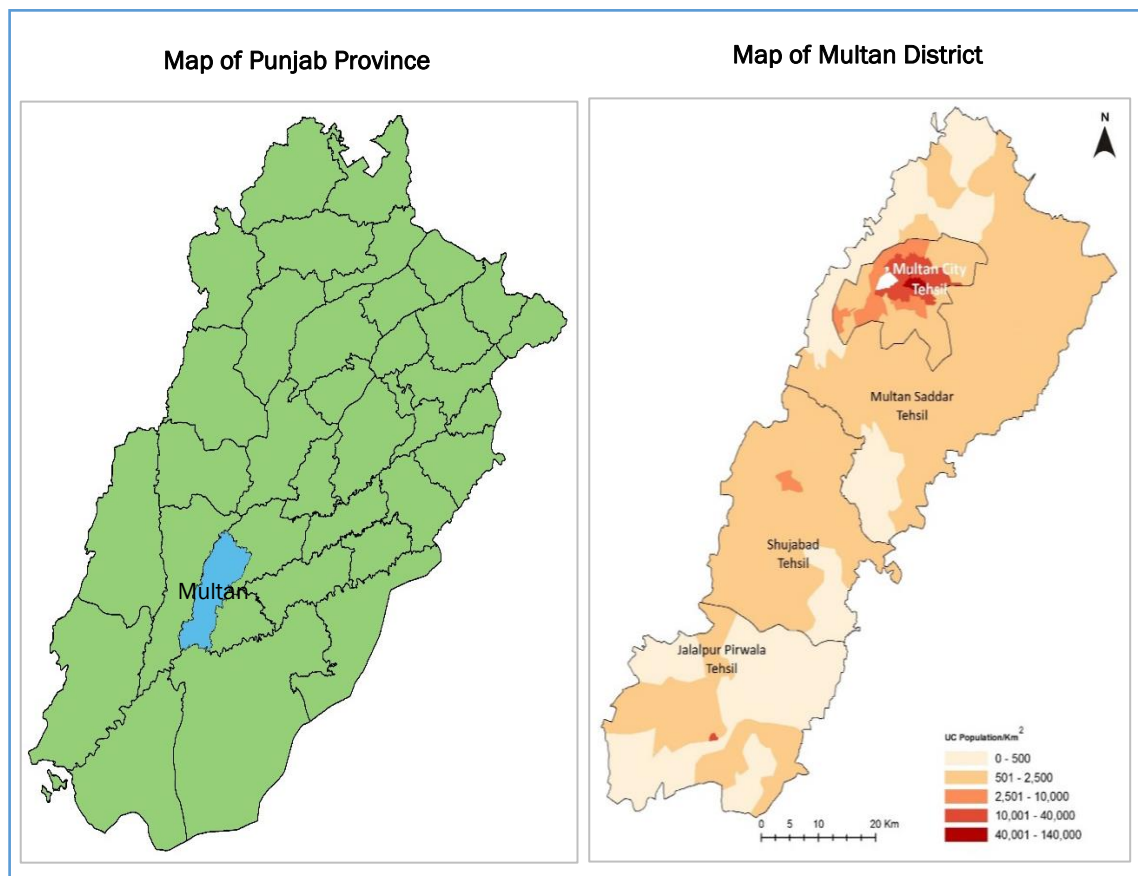 Map of Punjab Province
Multan
Map of Multan District
N
Multan City
Tehsil
Multan Saddar
Tehsil
Shujabad
Tehsil
Jalalpur Pirwala
Tehsil
UC Population/Km²
0 - 500
501 - 2,500
2,501 - 10,000
10,001 - 40,000
40,001 - 140,000
0 5 10 20 Km